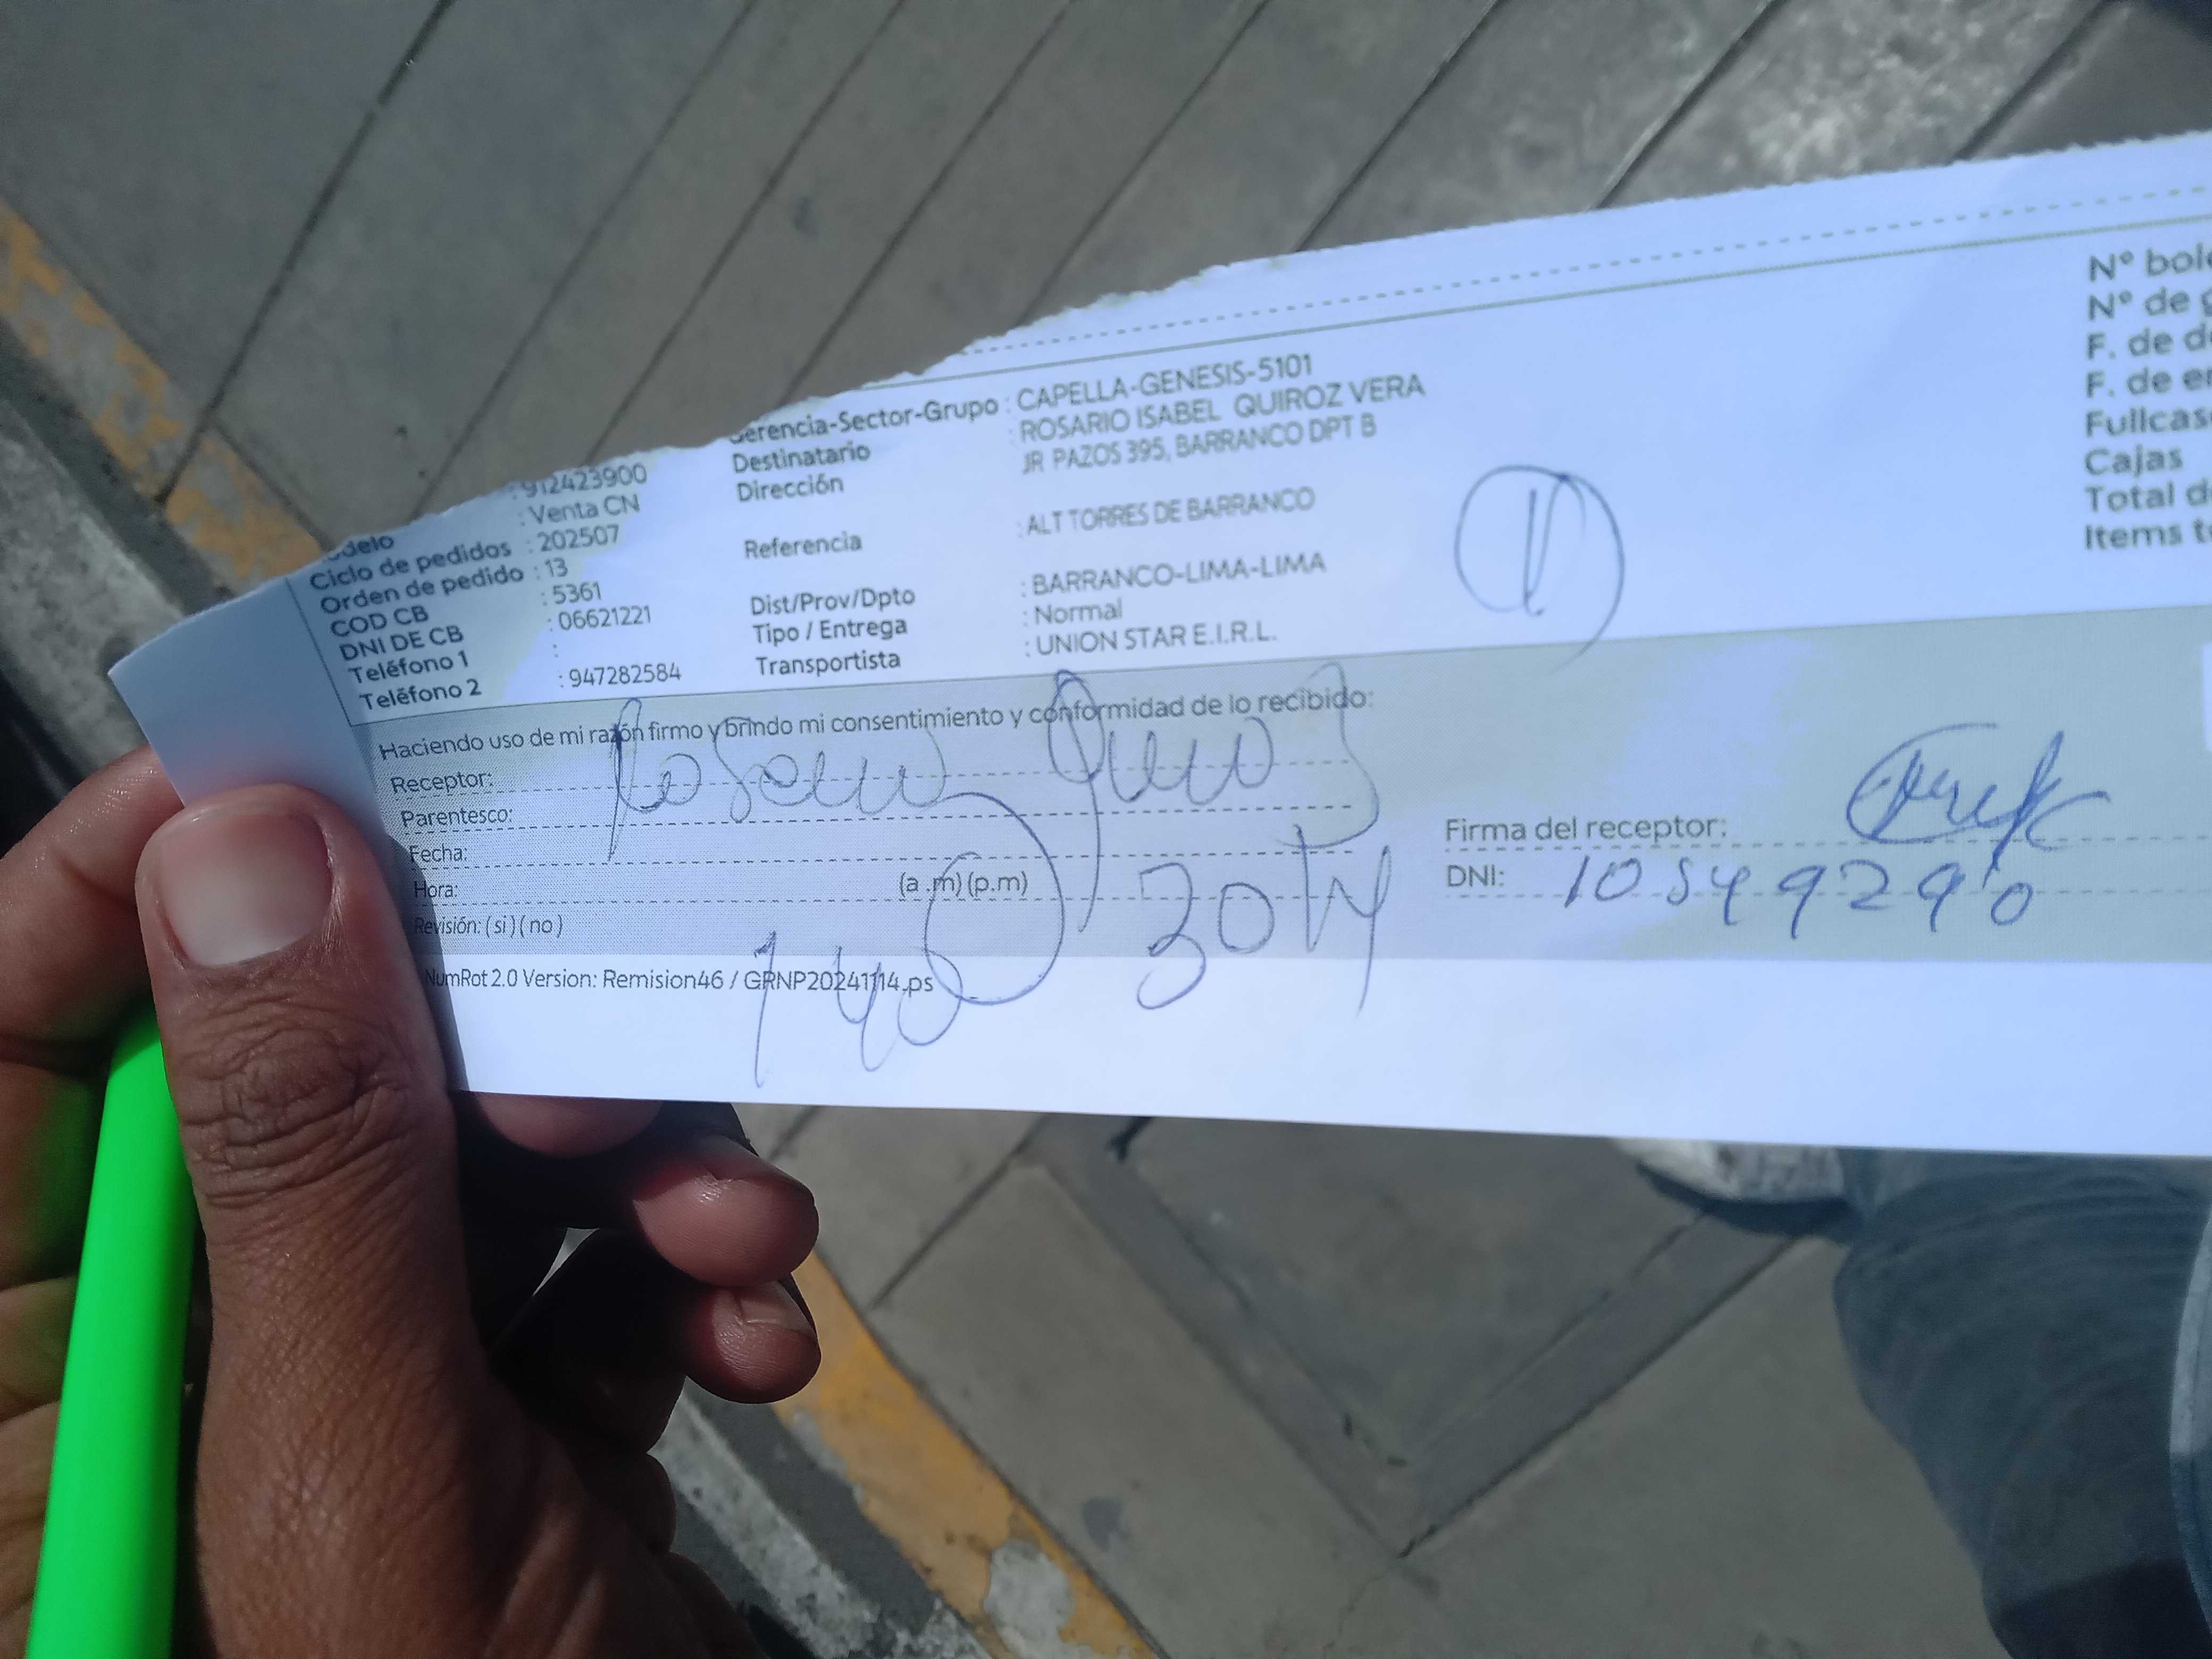 : 912423900
: Venta CN
Ciclo de pedidos : 202507
Orden de pedido : 13
COD CB : 5361
DNI DE CB : 06621221
Teléfono 1 :
Teléfono 2 : 947282584
Gerencia-Sector-Grupo : CAPELLA-GENESIS-5101
Destinatario : ROSARIO ISABEL QUIROZ VERA
Dirección JR PAZOS 395, BARRANCO DPT B
Referencia : ALT TORRES DE BARRANCO
Dist/Prov/Dpto : BARRANCO-LIMA-LIMA
Tipo / Entrega : Normal
Transportista : UNION STAR E.I.R.L.
Nº
Nº de
F. de
F. de
Cajas
Total
Items
Haciendo uso de mi razón firmo y brindo mi consentimiento y conformidad de lo recibido:
Receptor: Rosario Quiroz
Parentesco:
Fecha: 30
Hora: (a.m) (p.m)
Revisión: ( si ) ( no )
Firma del receptor:
DNI: 10549290
NumRot 2.0 Version: Remision46 / GRNP20241114.ps